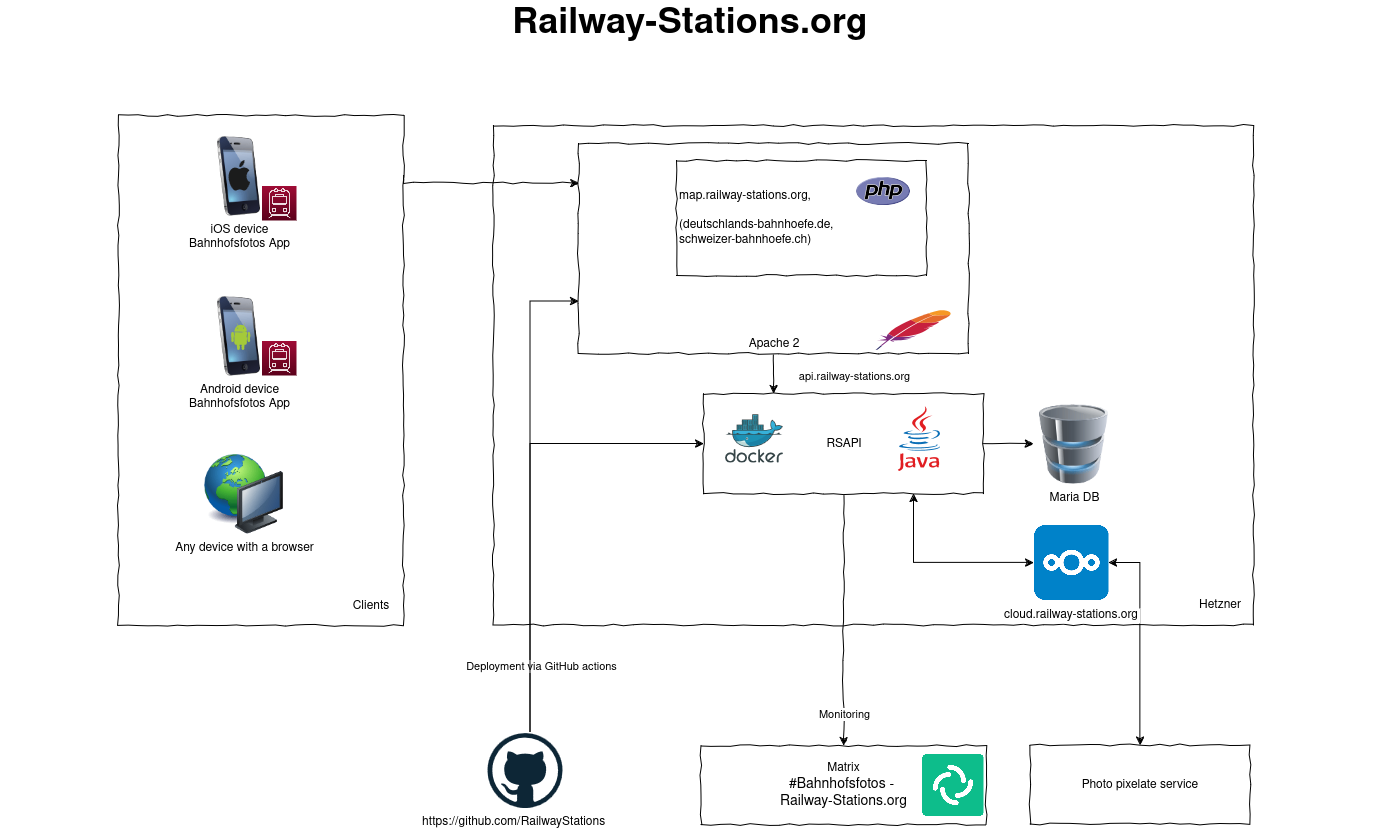 Railway-Stations.org
iOS device
Bahnhofsfotos App
Android device
Bahnhofsfotos App
Any device with a browser
Clients
map.railway-stations.org,
(deutschlands-bahnhoefe.de,
schweizer-bahnhoefe.ch)
php
Apache 2
api.railway-stations.org
docker
RSAPI
Java
Maria DB
cloud.railway-stations.org
Hetzner
Deployment via GitHub actions
Monitoring
https://github.com/RailwayStations
Matrix
#Bahnhofsfotos -
Railway-Stations.org
Photo pixelate service